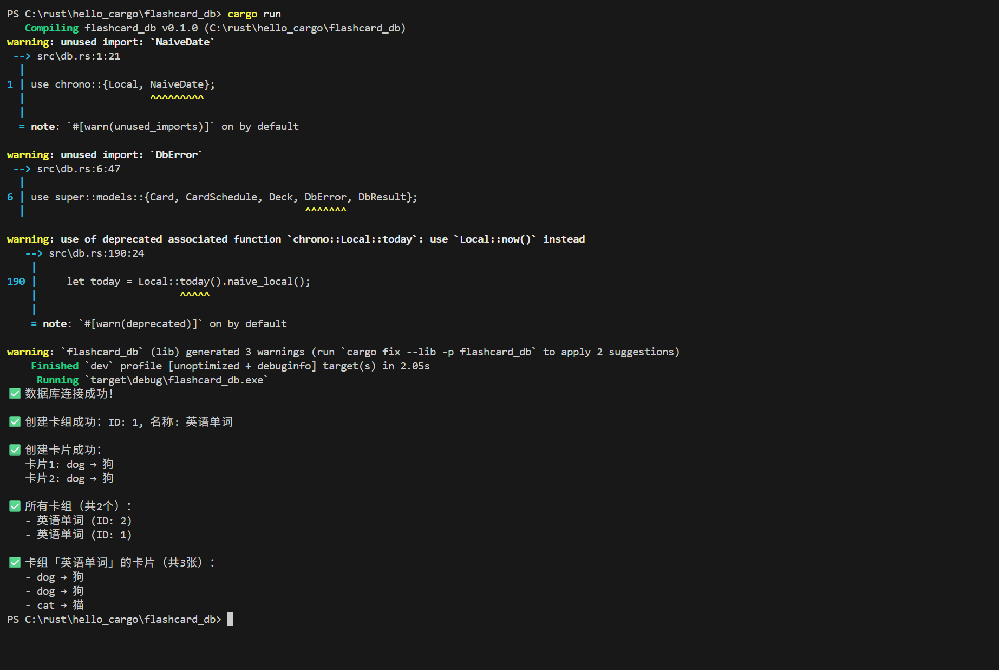 PS C:\rust\hello_cargo\flashcard_db> cargo run
   Compiling flashcard_db v0.1.0 (C:\rust\hello_cargo\flashcard_db)
warning: unused import: `NaiveDate`
 --> src\db.rs:1:21
  |
1 | use chrono::{Local, NaiveDate};
  |                     ^^^^^^^^^
  |
  = note: `#[warn(unused_imports)]` on by default

warning: unused import: `DbError`
 --> src\db.rs:6:47
  |
6 | use super::models::{Card, CardSchedule, Deck, DbError, DbResult};
  |                                               ^^^^^^^

warning: use of deprecated associated function `chrono::Local::today`: use `Local::now()` instead
   --> src\db.rs:190:24
    |
190 |     let today = Local::today().naive_local();
    |                        ^^^^^
    |
    = note: `#[warn(deprecated)]` on by default

warning: `flashcard_db` (lib) generated 3 warnings (run `cargo fix --lib -p flashcard_db` to apply 2 suggestions)
    Finished `dev` profile [unoptimized + debuginfo] target(s) in 2.05s
     Running `target\debug\flashcard_db.exe`
✅ 数据库连接成功!

✅ 创建卡组成功: ID: 1, 名称: 英语单词

✅ 创建卡片成功:
   卡片1: dog → 狗
   卡片2: dog → 狗

✅ 所有卡组（共2个）:
   - 英语单词 (ID: 2)
   - 英语单词 (ID: 1)

✅ 卡组「英语单词」的卡片（共3张）:
   - dog → 狗
   - dog → 狗
   - cat → 猫
PS C:\rust\hello_cargo\flashcard_db>